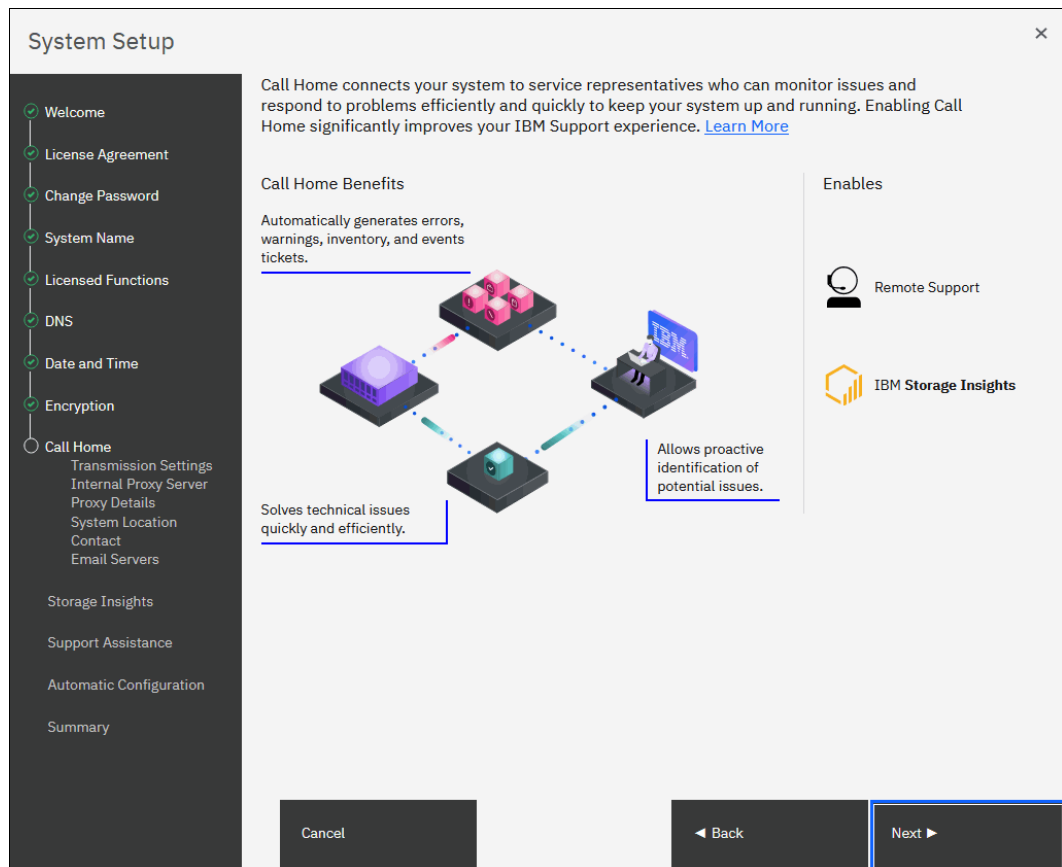 System Setup
×
Welcome
License Agreement
Change Password
System Name
Licensed Functions
DNS
Date and Time
Encryption
Call Home
Transmission Settings
Internal Proxy Server
Proxy Details
System Location
Contact
Email Servers
Storage Insights
Support Assistance
Automatic Configuration
Summary
Call Home connects your system to service representatives who can monitor issues and
respond to problems efficiently and quickly to keep your system up and running. Enabling Call
Home significantly improves your IBM Support experience. Learn More
Call Home Benefits
Automatically generates errors,
warnings, inventory, and events
tickets.
IBM
Allows proactive
identification of
potential issues.
Solves technical issues
quickly and efficiently.
Enables
Remote Support
IBM Storage Insights
Cancel
◄ Back
Next ►